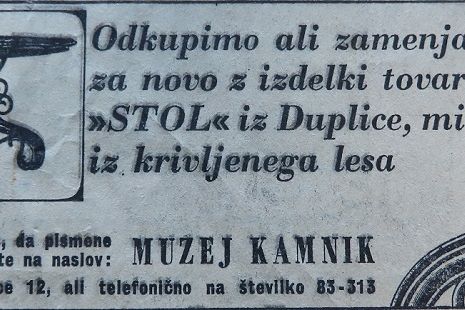 Odkupimo ali zamenja
za novo z izdelki tovar
»STOL« iz Duplice, mi
iz krivljenega lesa
, da pismene
te na naslov: MUZEJ KAMNIK
be 12, ali telefonično na številko 83-313